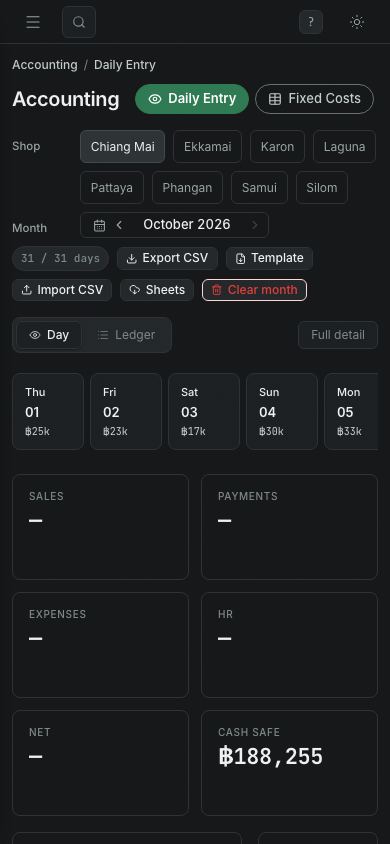 ?
Accounting / Daily Entry
Accounting
Daily Entry
Fixed Costs
Shop
Chiang Mai
Ekkamai
Karon
Laguna
Pattaya
Phangan
Samui
Silom
Month
October 2026
31 / 31 days
Export CSV
Template
Import CSV
Sheets
Clear month
Day
Ledger
Full detail
Thu
01
฿25k
Fri
02
฿23k
Sat
03
฿17k
Sun
04
฿30k
Mon
05
฿33k
SALES
—
PAYMENTS
—
EXPENSES
—
HR
—
NET
—
CASH SAFE
฿188,255